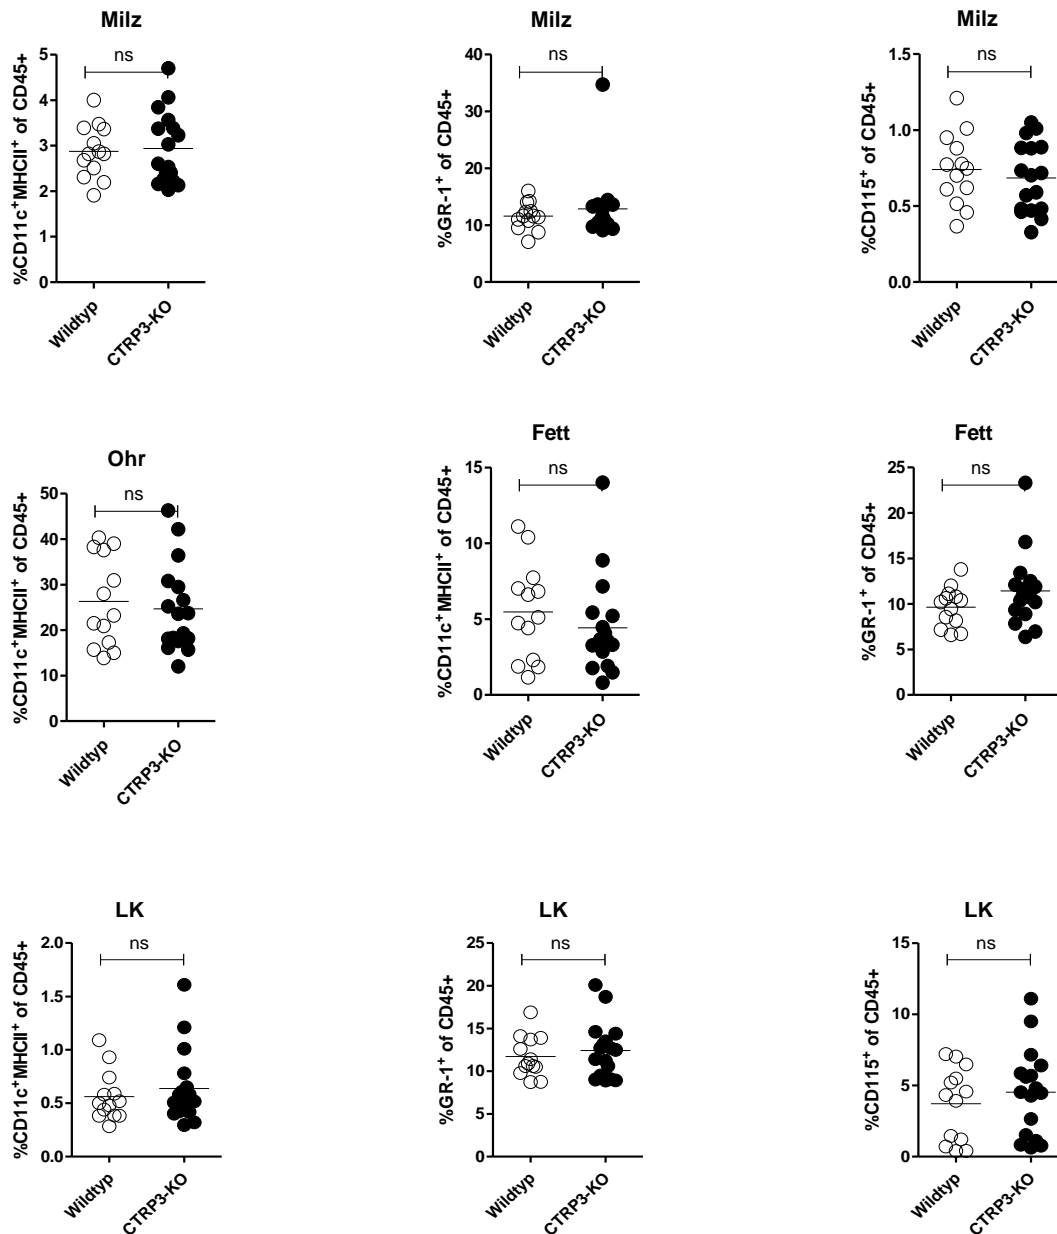 Milz
ns
%CD11c⁺MHCII⁺ of CD45+
5
4
3
2
1
0
Wildtyp
CTRP3-KO
Milz
ns
%GR-1⁺ of CD45+
40
30
20
10
0
Wildtyp
CTRP3-KO
Milz
ns
%CD115⁺ of CD45+
1.5
1.0
0.5
0.0
Wildtyp
CTRP3-KO
Ohr
ns
%CD11c⁺MHCII⁺ of CD45+
50
40
30
20
10
0
Wildtyp
CTRP3-KO
Fett
ns
%CD11c⁺MHCII⁺ of CD45+
15
10
5
0
Wildtyp
CTRP3-KO
Fett
ns
%GR-1⁺ of CD45+
25
20
15
10
5
0
Wildtyp
CTRP3-KO
LK
ns
%CD11c⁺MHCII⁺ of CD45+
2.0
1.5
1.0
0.5
0.0
Wildtyp
CTRP3-KO
LK
ns
%GR-1⁺ of CD45+
25
20
15
10
5
0
Wildtyp
CTRP3-KO
LK
ns
%CD115⁺ of CD45+
15
10
5
0
Wildtyp
CTRP3-KO